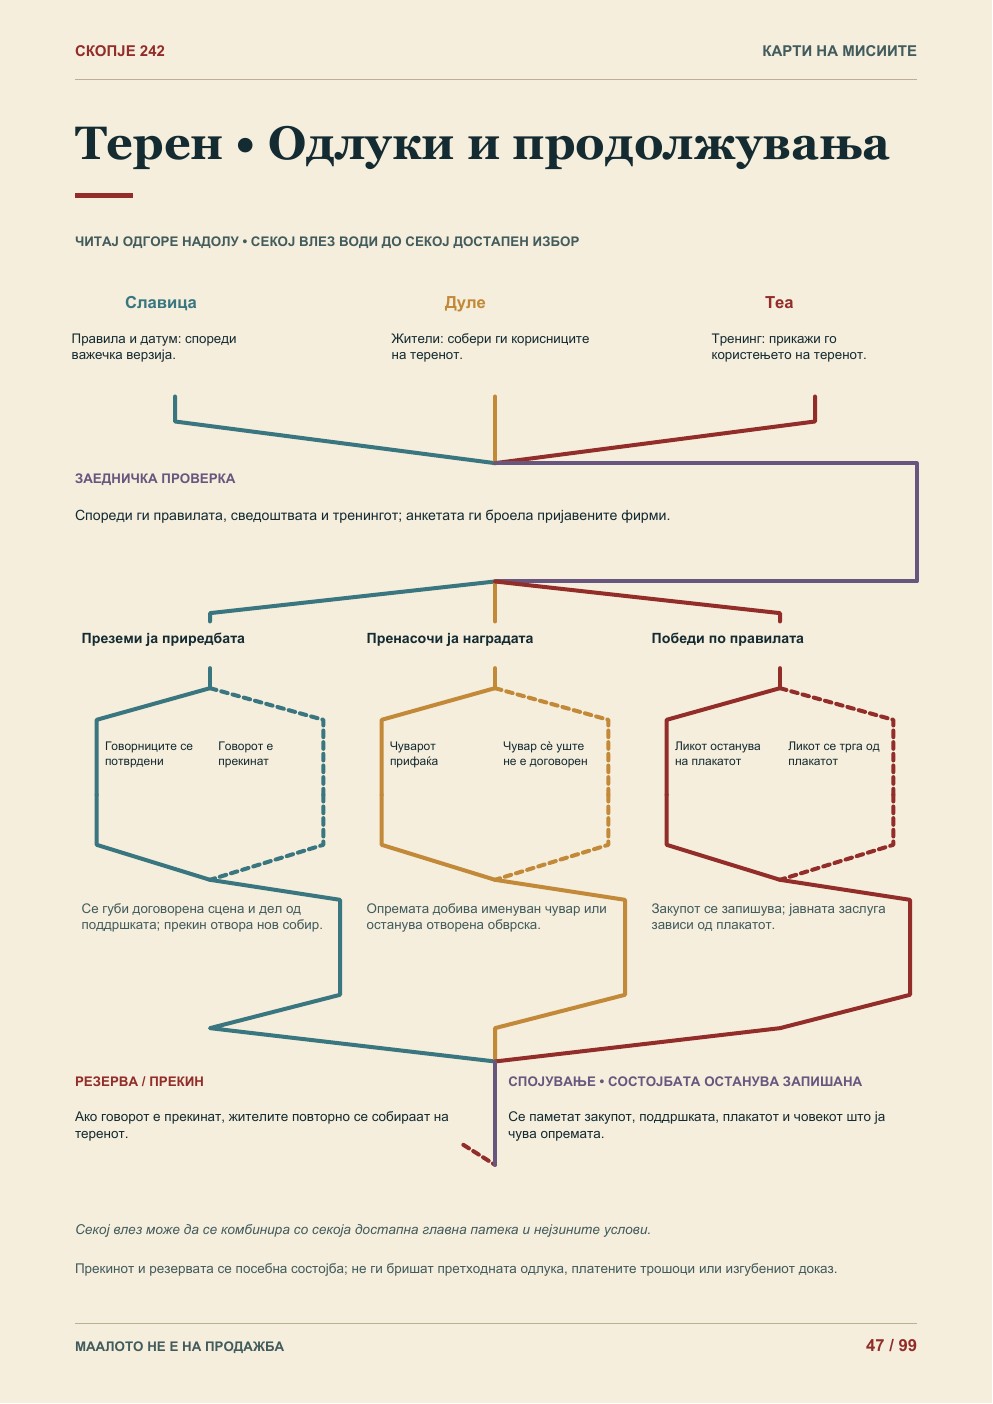 СКОПЈЕ 242
КАРТИ НА МИСИИТЕ
Терен • Одлуки и продолжувања
ЧИТАЈ ОДГОРЕ НАДОЛУ • СЕКОЈ ВЛЕЗ ВОДИ ДО СЕКОЈ ДОСТАПЕН ИЗБОР
Славица
Правила и датум: спореди
важечка верзија.
Дуле
Жители: собери ги корисниците
на теренот.
Теа
Тренинг: прикажи го
користењето на теренот.
ЗАЕДНИЧКА ПРОВЕРКА
Спореди ги правилата, сведоштвата и тренингот; анкетата ги броела пријавените фирми.
Преземи ја приредбата
Пренасочи ја наградата
Победи по правилата
Говорниците се
потврдени
Говорот е
прекинат
Чуварот
прифаќа
Чувар сѐ уште
не е договорен
Ликот останува
на плакатот
Ликот се трга од
плакатот
Се губи договорена сцена и дел од
поддршката; прекин отвора нов собир.
Опремата добива именуван чувар или
останува отворена обврска.
Закупот се запишува; јавната заслуга
зависи од плакатот.
РЕЗЕРВА / ПРЕКИН
Ако говорот е прекинат, жителите повторно се собираат на
теренот.
СПОЈУВАЊЕ • СОСТОЈБАТА ОСТАНУВА ЗАПИШАНА
Се паметат закупот, поддршката, плакатот и човекот што ја
чува опремата.
Секој влез може да се комбинира со секоја достапна главна патека и нејзините услови.
Прекинот и резервата се посебна состојба; не ги бришат претходната одлука, платените трошоци или изгубениот доказ.
МААЛОТО НЕ Е НА ПРОДАЖБА
47 / 99